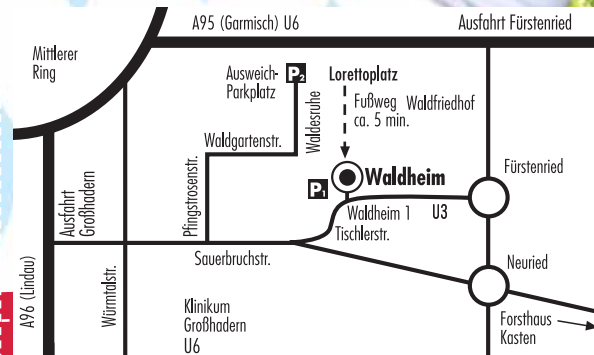 A95 (Garmisch) U6
Ausfahrt Fürstenried
Mittlerer
Ring
Ausweich-
Parkplatz
P2
Lorettoplatz
Fußweg
ca. 5 min.
Waldfriedhof
Waldesruhe
Waldgartenstr.
Pfingstrosenstr.
P1
Waldheim
Fürstenried
Waldheim 1
U3
Tischlerstr.
Ausfahrt
Großhadern
Sauerbruchstr.
Neuried
A96 (Lindau)
Würmtalstr.
Klinikum
Großhadern
U6
Forsthaus
Kasten